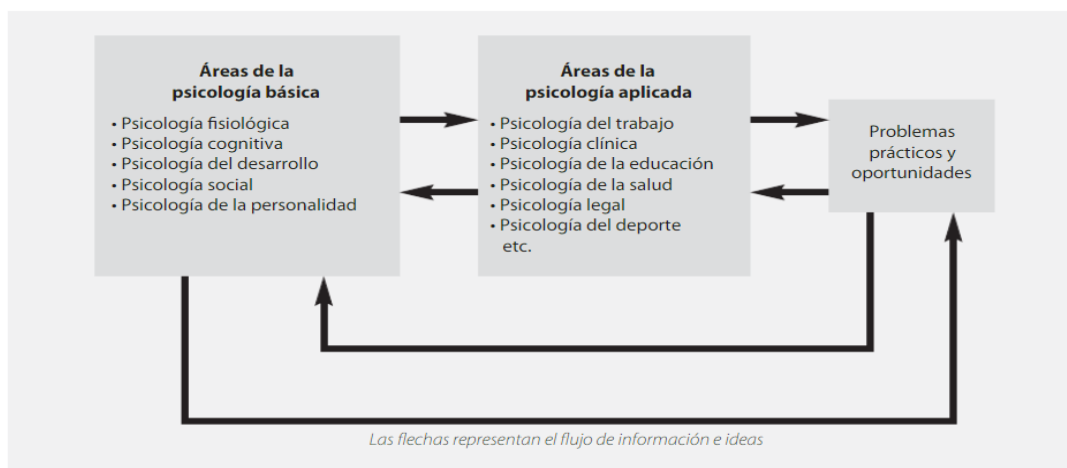 Áreas de la
psicología básica
• Psicología fisiológica
• Psicología cognitiva
• Psicología del desarrollo
• Psicología social
• Psicología de la personalidad
Áreas de la
psicología aplicada
• Psicología del trabajo
• Psicología clínica
• Psicología de la educación
• Psicología de la salud
• Psicología legal
• Psicología del deporte
etc.
Problemas
prácticos y
oportunidades
Las flechas representan el flujo de información e ideas